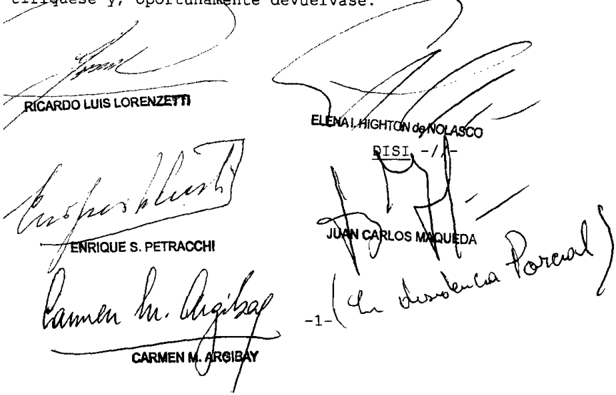 tifíquese y, oportunamente devuélvase.
RICARDO LUIS LORENZETTI
ELENA I. HIGHTON de NOLASCO
DISI -//-
ENRIQUE S. PETRACCHI
JUAN CARLOS MAQUEDA
(En disidencia Parcial)
Carmen M. Argibay
-1-
CARMEN M. ARGIBAY